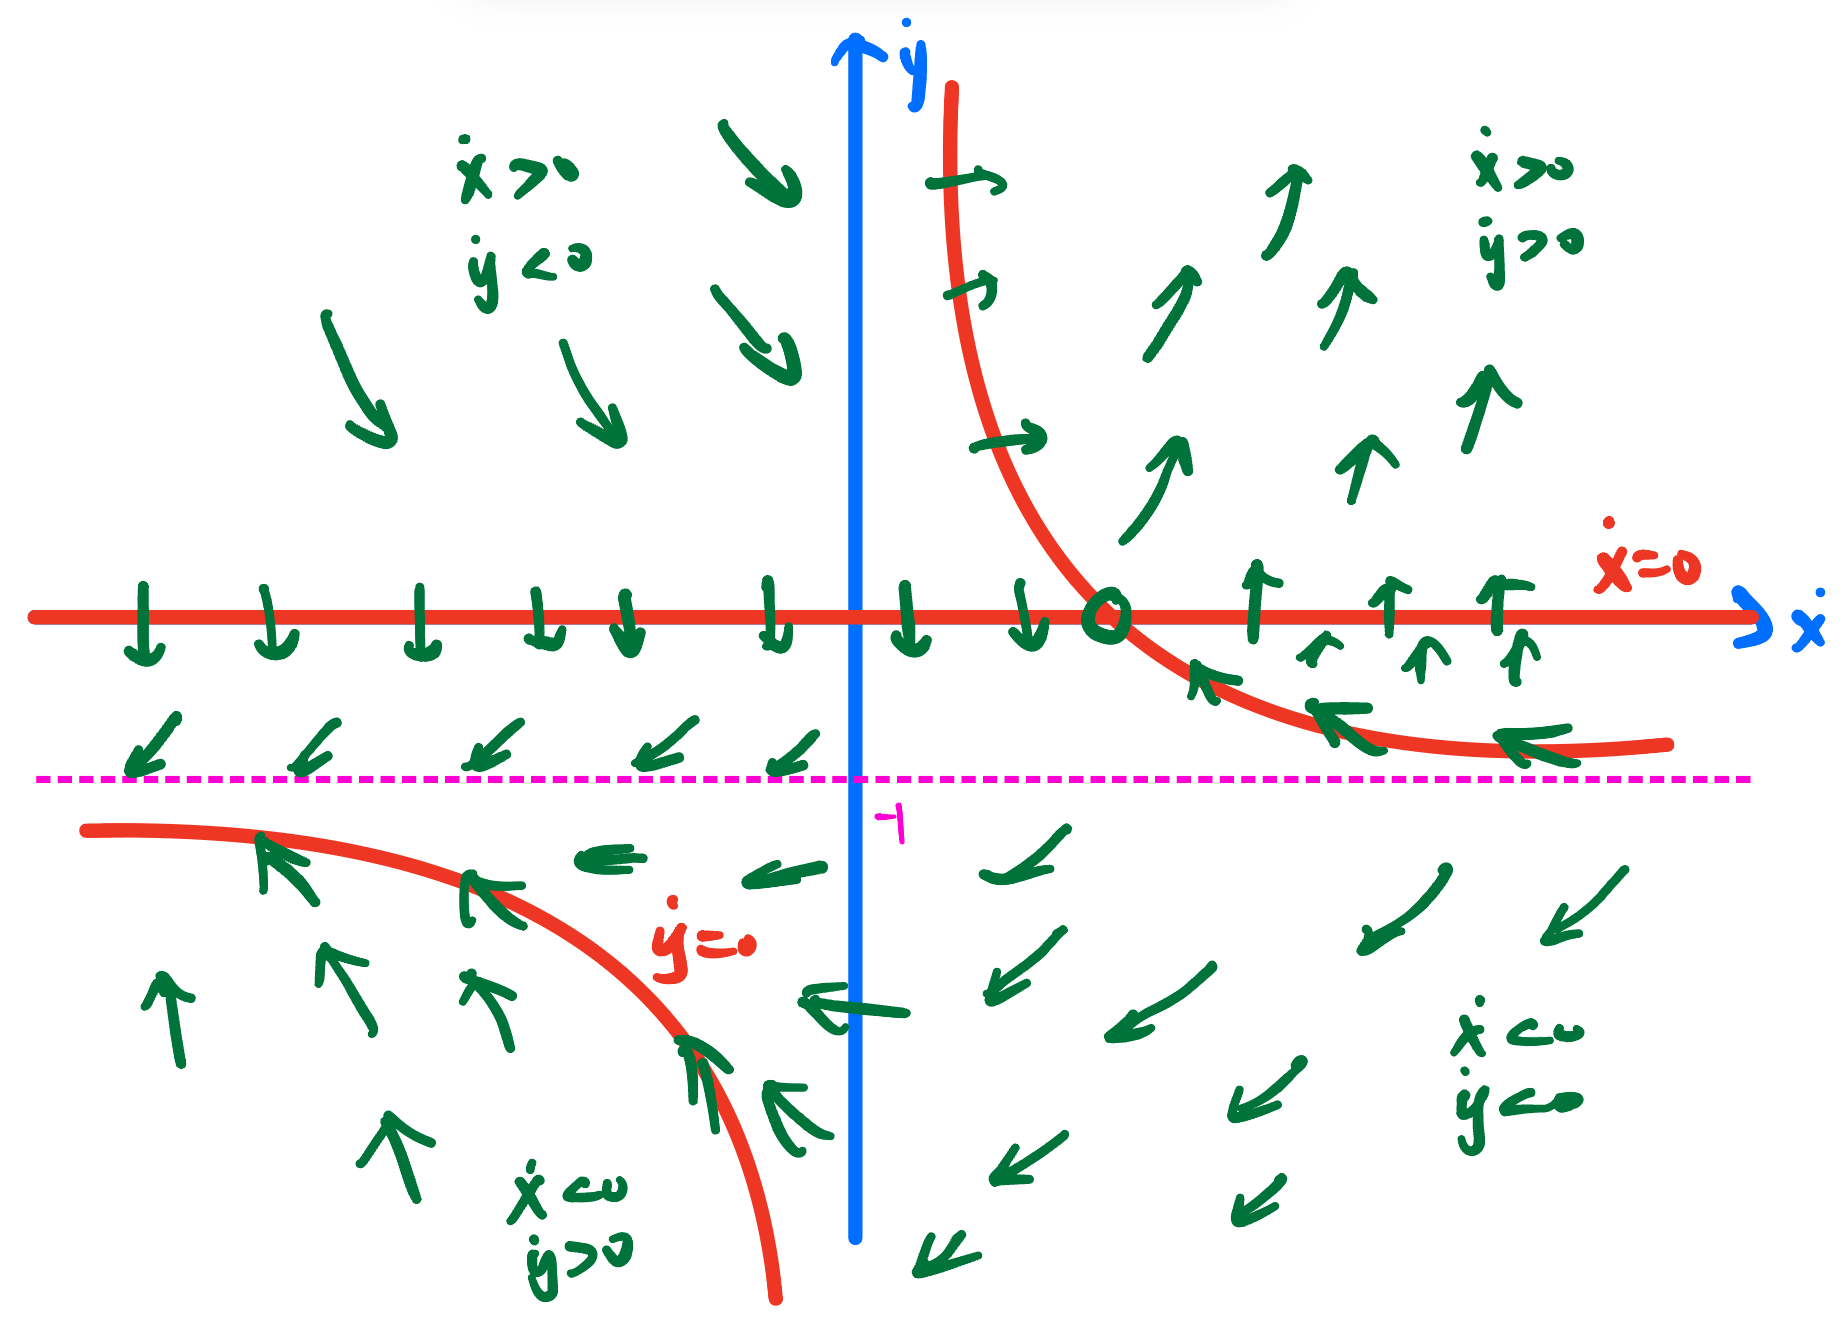 ẏ
ẋ >0
ẏ <0
ẋ >0
ẏ >0
ẋ=0
ẋ
-1
ẏ=0
ẋ <0
ẏ <0
ẋ <0
ẏ >0